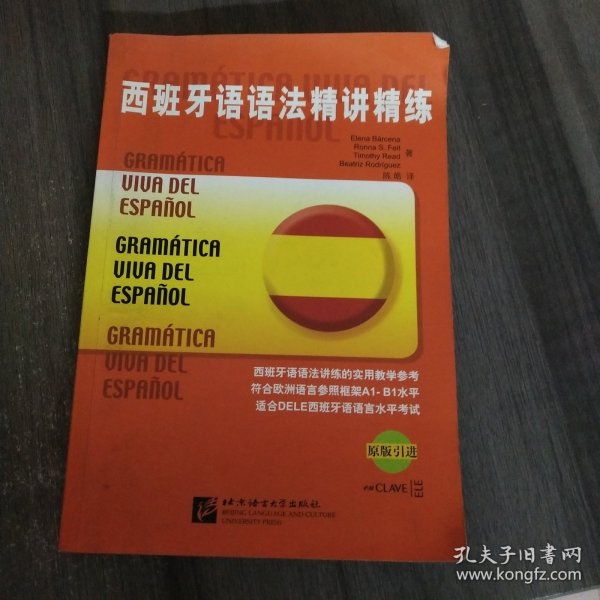 GRAMÁTICA VIVA DEL
ESPAÑOL
西班牙语语法精讲精练
Elena Bárcena
Ronna S. Feit
Timothy Read
Beatriz Rodríguez
著
陈皓 译
GRAMÁTICA
VIVA DEL
ESPAÑOL
GRAMÁTICA
VIVA DEL
ESPAÑOL
GRAMÁTICA
VIVA DEL
ESPAÑOL
西班牙语语法讲练的实用教学参考
符合欧洲语言参照框架A1- B1水平
适合DELE西班牙语语言水平考试
原版引进
CLAVE
ELE
北京语言大学出版社
BEIJING LANGUAGE AND CULTURE
UNIVERSITY PRESS
孔夫子旧书网
www.kongfz.com